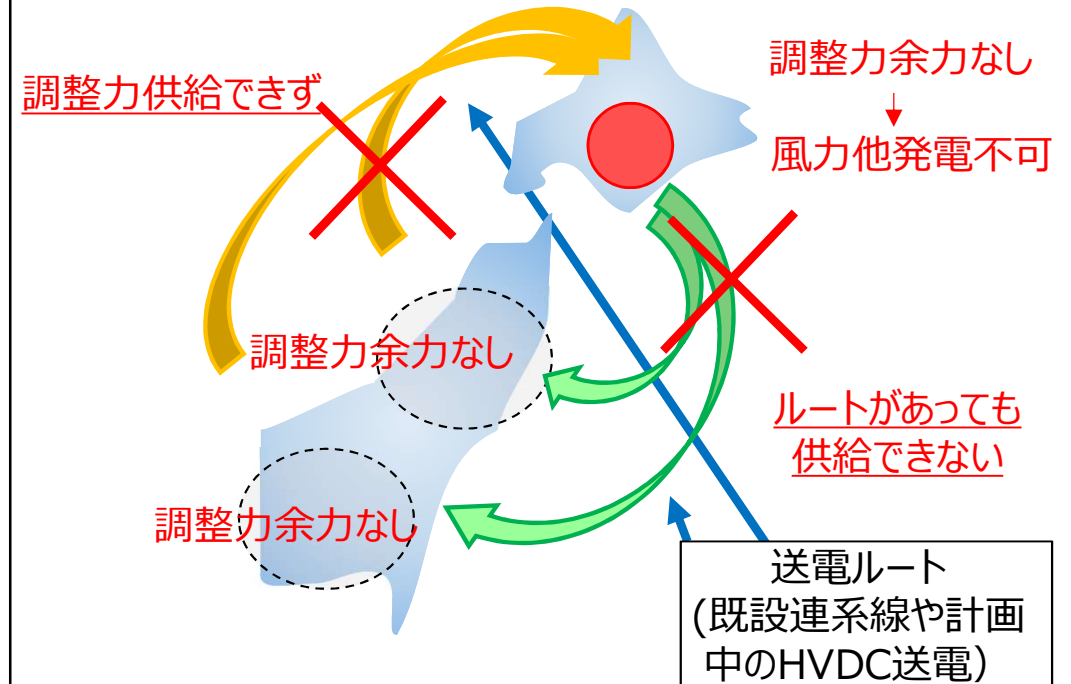 調整力供給できず
調整力余力なし
↓
風力他発電不可
調整力余力なし
ルートがあっても
供給できない
調整力余力なし
送電ルート
(既設連系線や計画
中のHVDC送電）